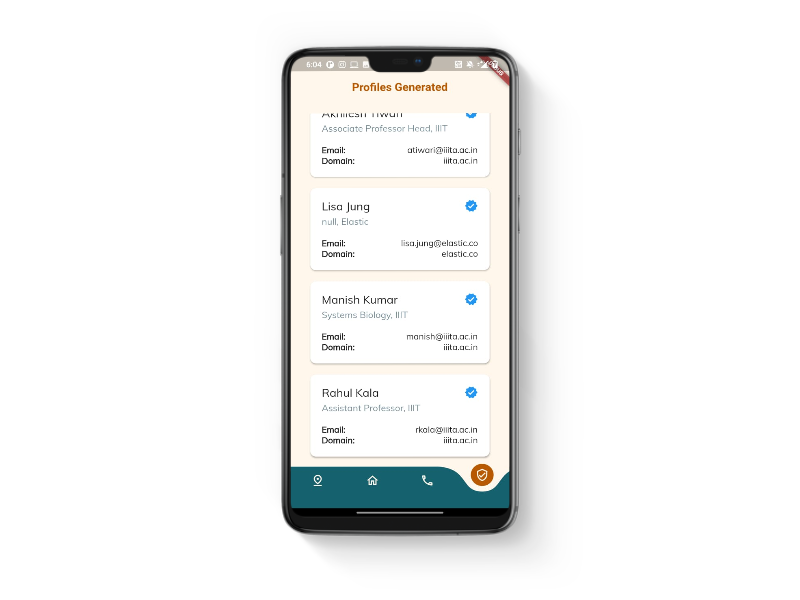 6:04
Profiles Generated
Akhilesh Tiwari
Associate Professor Head, IIIT
Email: atiwari@iiita.ac.in
Domain: iiita.ac.in
Lisa Jung
null, Elastic
Email: lisa.jung@elastic.co
Domain: elastic.co
Manish Kumar
Systems Biology, IIIT
Email: manish@iiita.ac.in
Domain: iiita.ac.in
Rahul Kala
Assistant Professor, IIIT
Email: rkala@iiita.ac.in
Domain: iiita.ac.in